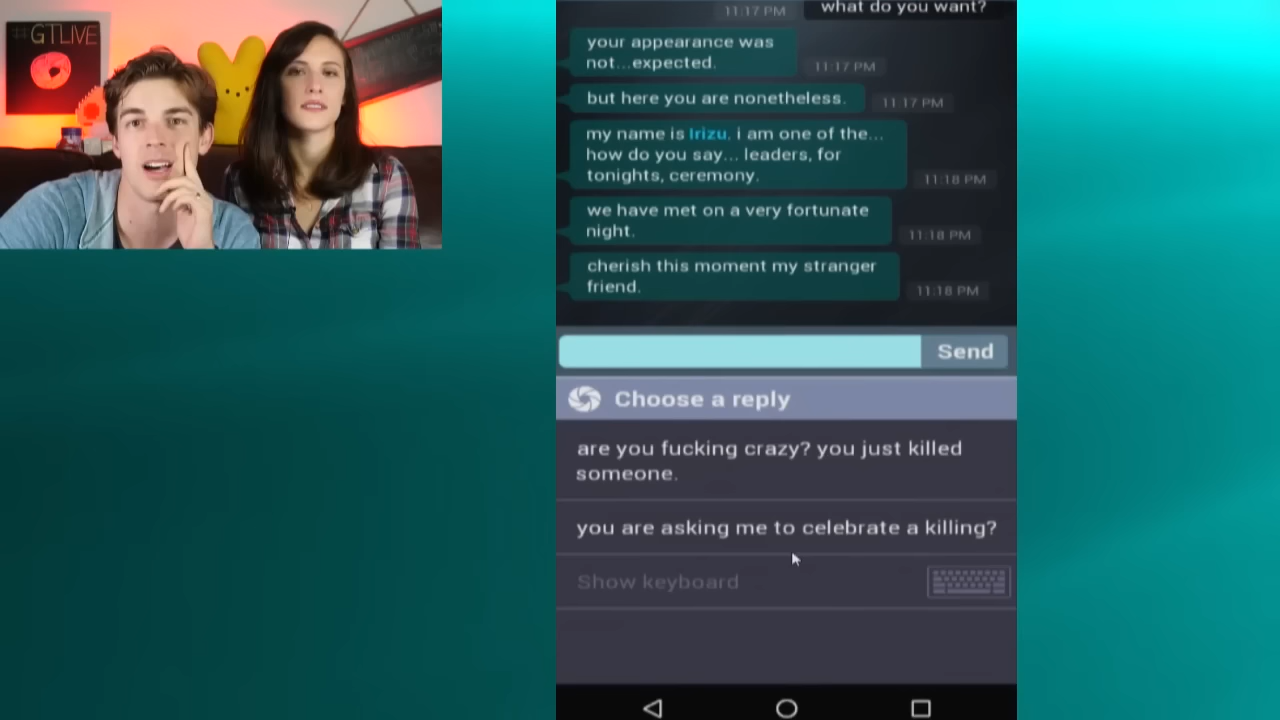 #GTLIVE
11:17 PM
what do you want?
your appearance was
not...expected.
11:17 PM
but here you are nonetheless.
11:17 PM
my name is Irizu. i am one of the...
how do you say... leaders, for
tonights, ceremony.
11:18 PM
we have met on a very fortunate
night.
11:18 PM
cherish this moment my stranger
friend.
11:18 PM
Send
Choose a reply
are you fucking crazy? you just killed
someone.
you are asking me to celebrate a killing?
Show keyboard